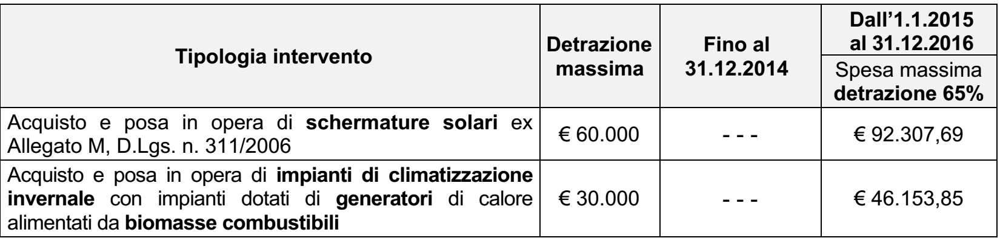 Tipologia intervento
Detrazione
massima
Fino al
31.12.2014
Dall'1.1.2015
al 31.12.2016
Spesa massima
detrazione 65%
Acquisto e posa in opera di schermature solari ex
Allegato M, D.Lgs. n. 311/2006
€ 60.000
- - -
€ 92.307,69
Acquisto e posa in opera di impianti di climatizzazione
invernale con impianti dotati di generatori di calore
alimentati da biomasse combustibili
€ 30.000
- - -
€ 46.153,85